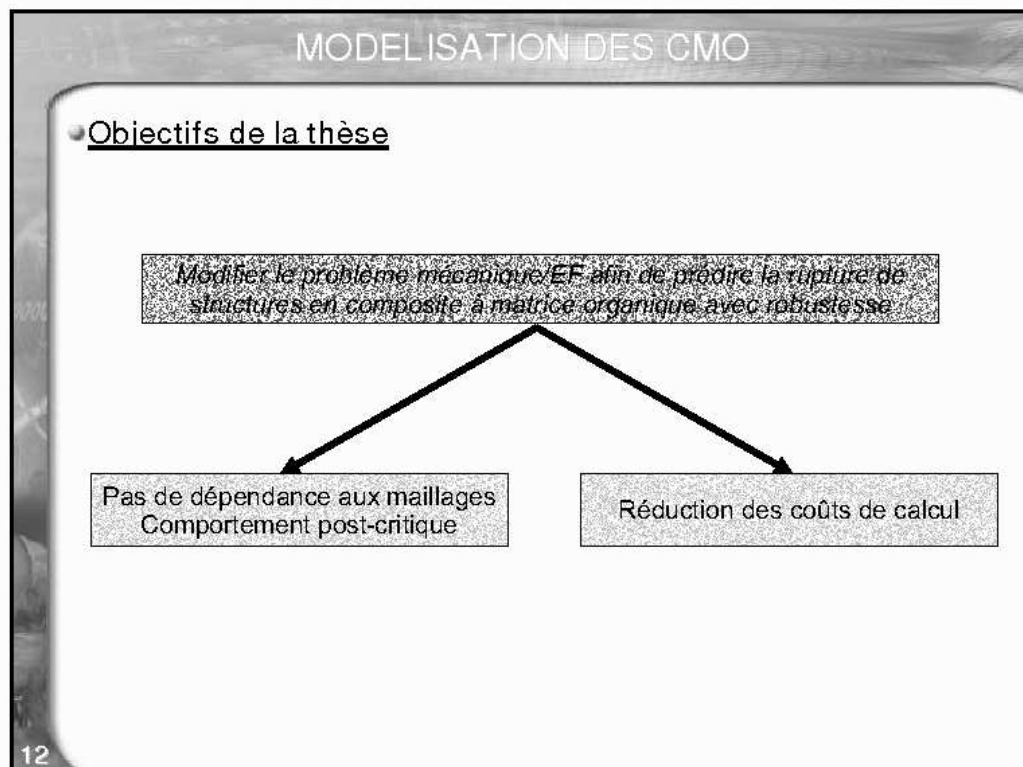 MODELISATION DES CMO
Objectifs de la thèse
Modifier le problème mécanique/EF afin de prédire la rupture de
structures en composite à matrice organique avec robustesse
Pas de dépendance aux maillages
Comportement post-critique
Réduction des coûts de calcul
12